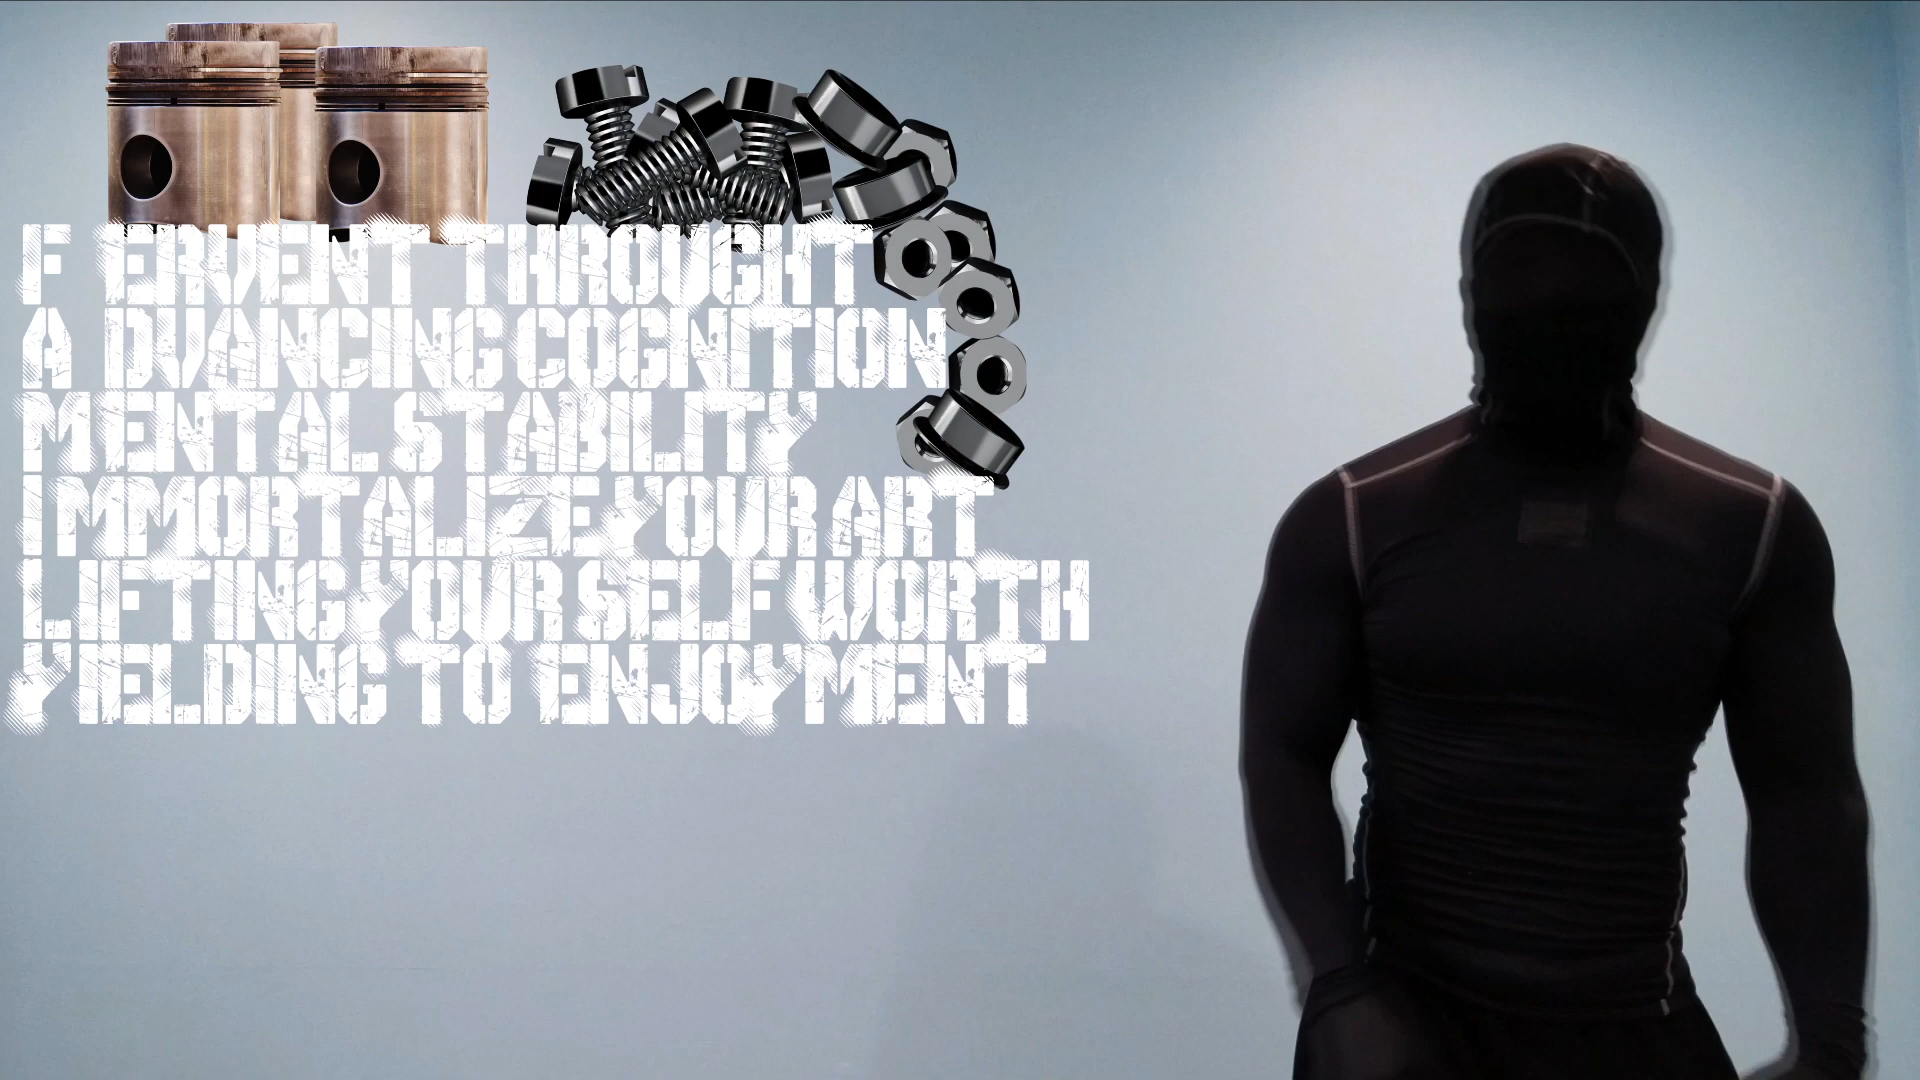 F ERVENT THROUGHT
A DVANCING COGNITION
MENTAL STABILITY
IMMORTALIZE YOUR ART
LIFTING YOUR SELF WORTH
YIELDING TO ENJOYMENT